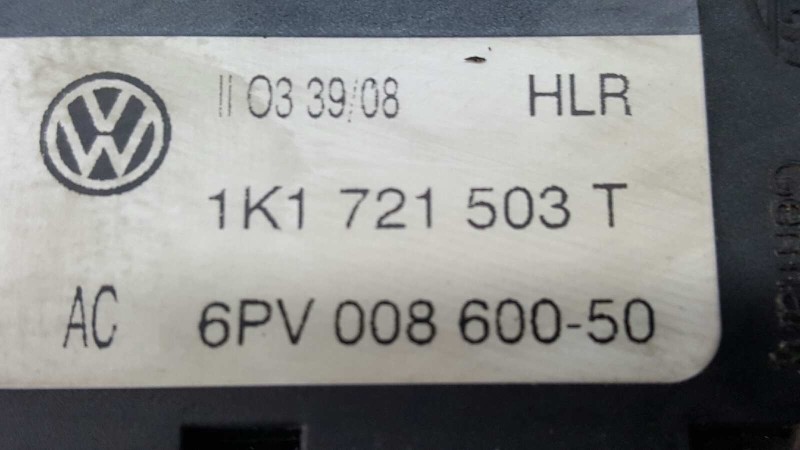 II 03 39/08 HLR
1K1 721 503 T
AC 6PV 008 600-50